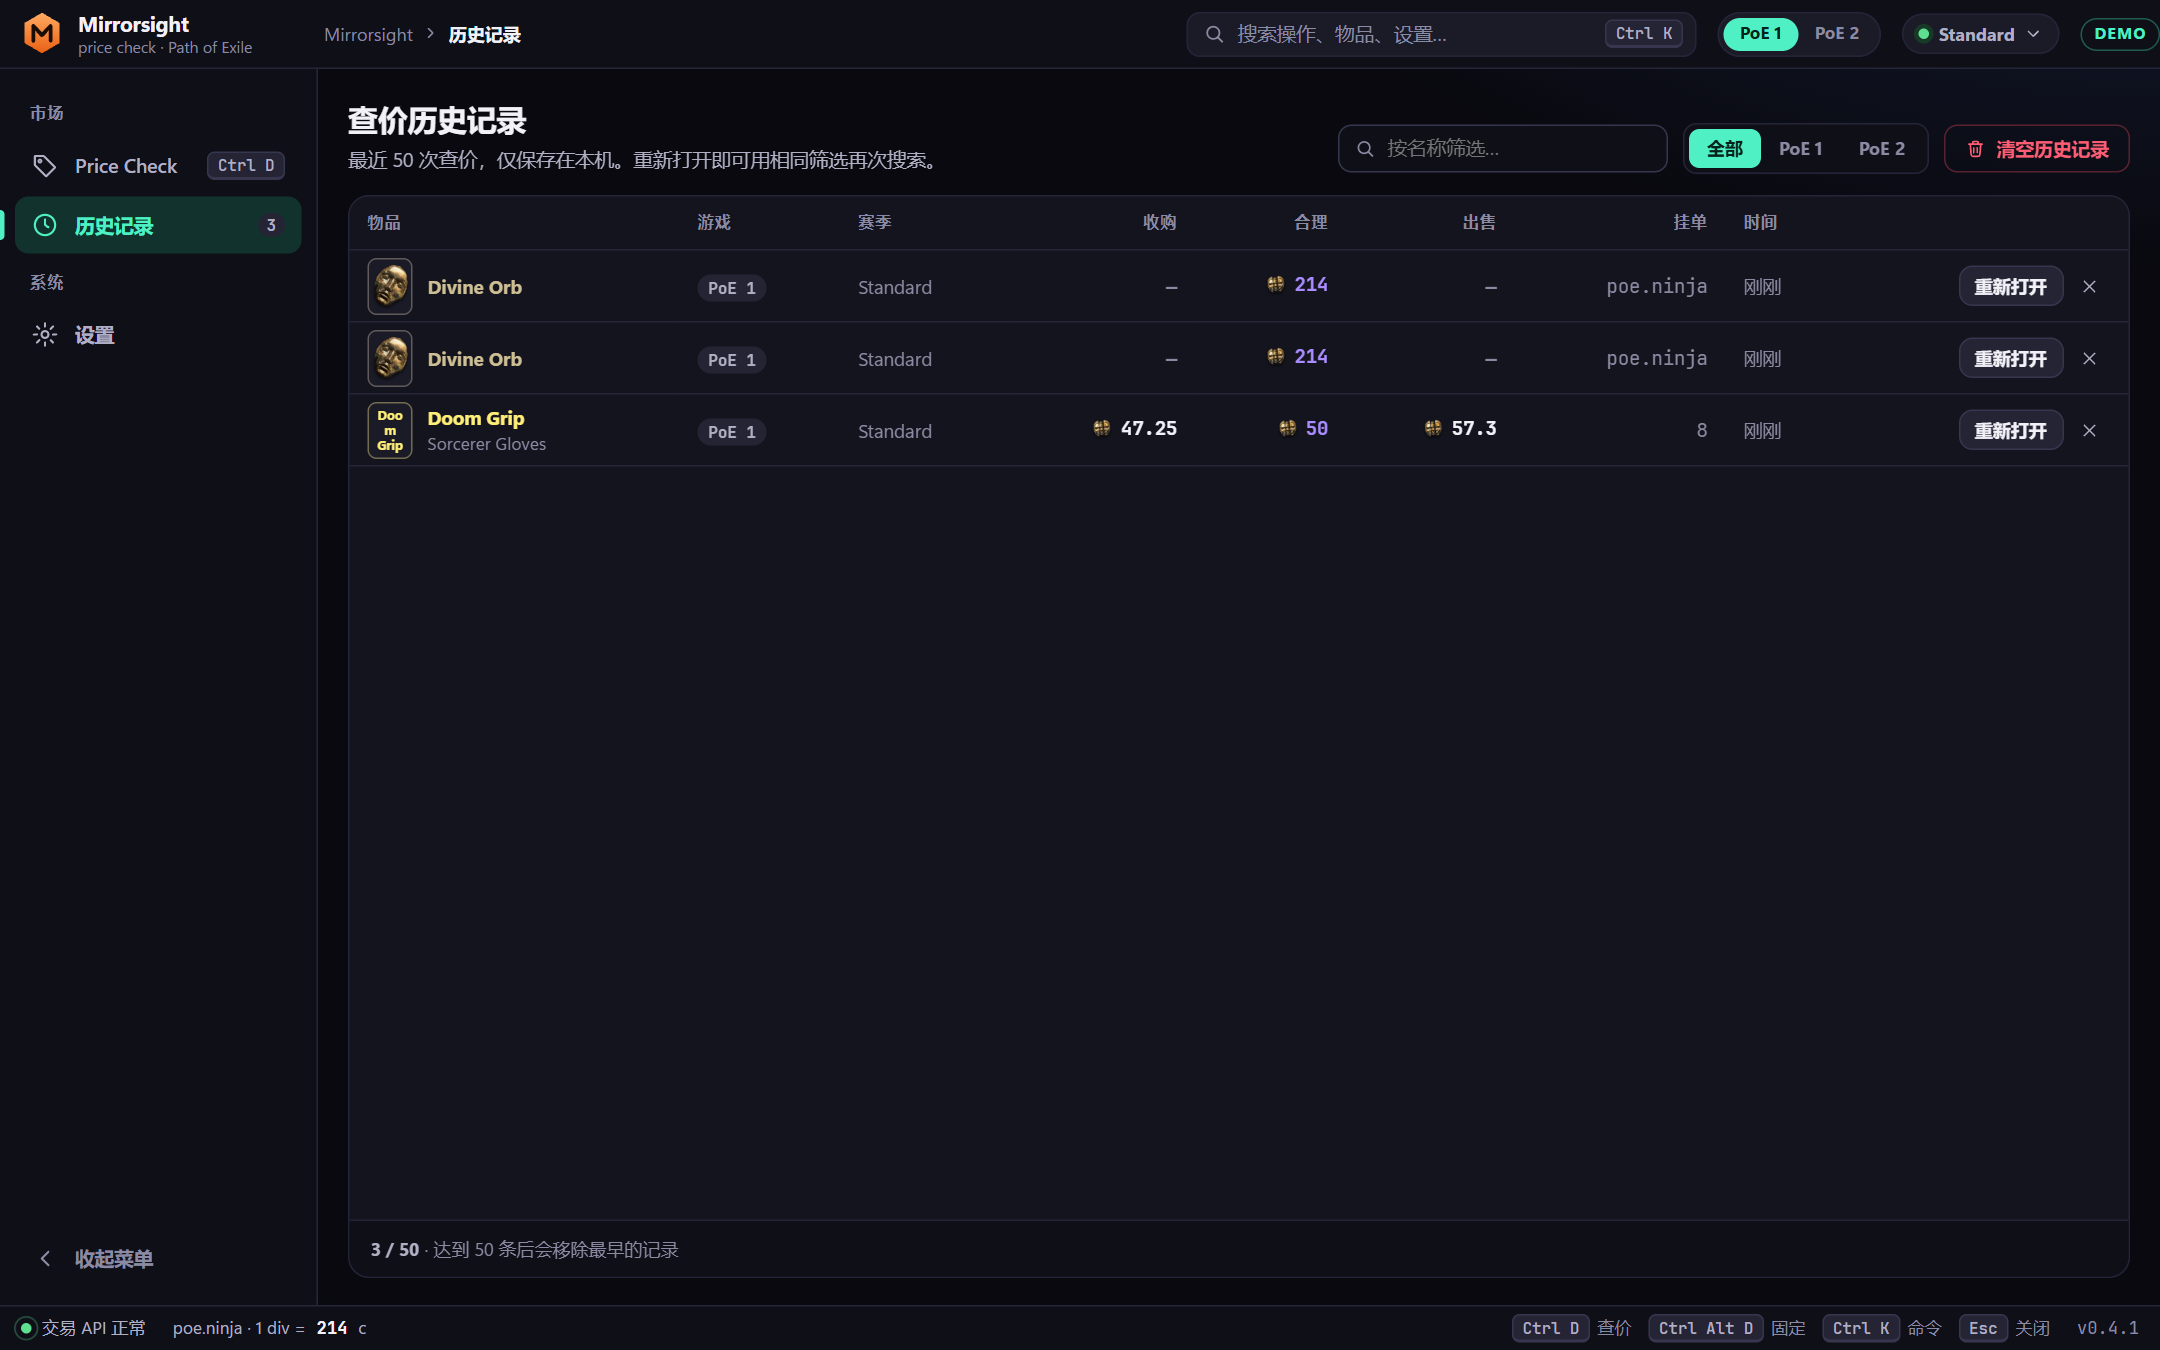 Mirrorsight
price check · Path of Exile
Mirrorsight > 历史记录
搜索操作、物品、设置... Ctrl K
PoE 1 PoE 2
Standard
DEMO
市场
Price Check Ctrl D
历史记录 3
系统
设置
收起菜单
查价历史记录
最近 50 次查价，仅保存在本机。重新打开即可用相同筛选再次搜索。
按名称筛选...
全部 PoE 1 PoE 2
清空历史记录
物品 游戏 赛季 收购 合理 出售 挂单 时间
Divine Orb PoE 1 Standard — 214 — poe.ninja 刚刚 重新打开 ×
Divine Orb PoE 1 Standard — 214 — poe.ninja 刚刚 重新打开 ×
Doo
m
Grip
Doom Grip
Sorcerer Gloves
PoE 1 Standard 47.25 50 57.3 8 刚刚 重新打开 ×
3 / 50 · 达到 50 条后会移除最早的记录
交易 API 正常 poe.ninja · 1 div = 214 c
Ctrl D 查价 Ctrl Alt D 固定 Ctrl K 命令 Esc 关闭 v0.4.1